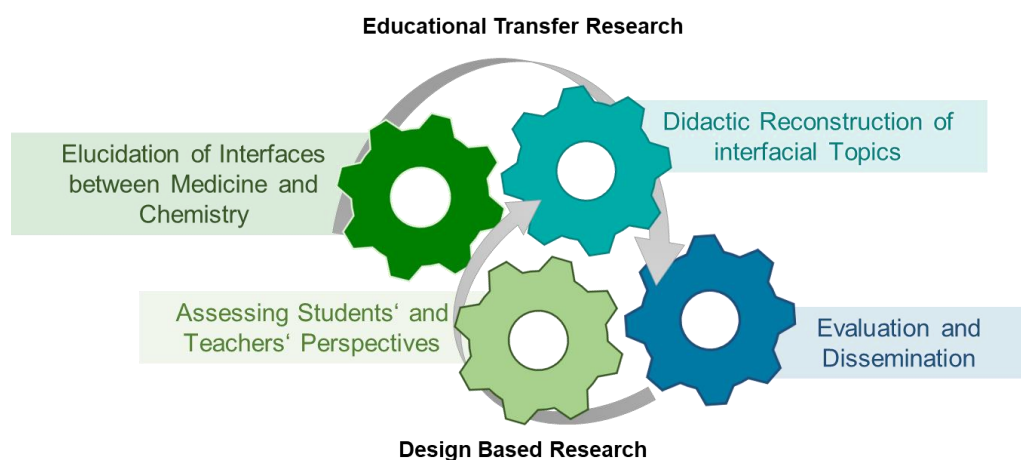 Educational Transfer Research
Didactic Reconstruction of
interfacial Topics
Elucidation of Interfaces
between Medicine and
Chemistry
Assessing Students‘ and
Teachers‘ Perspectives
Evaluation and
Dissemination
Design Based Research